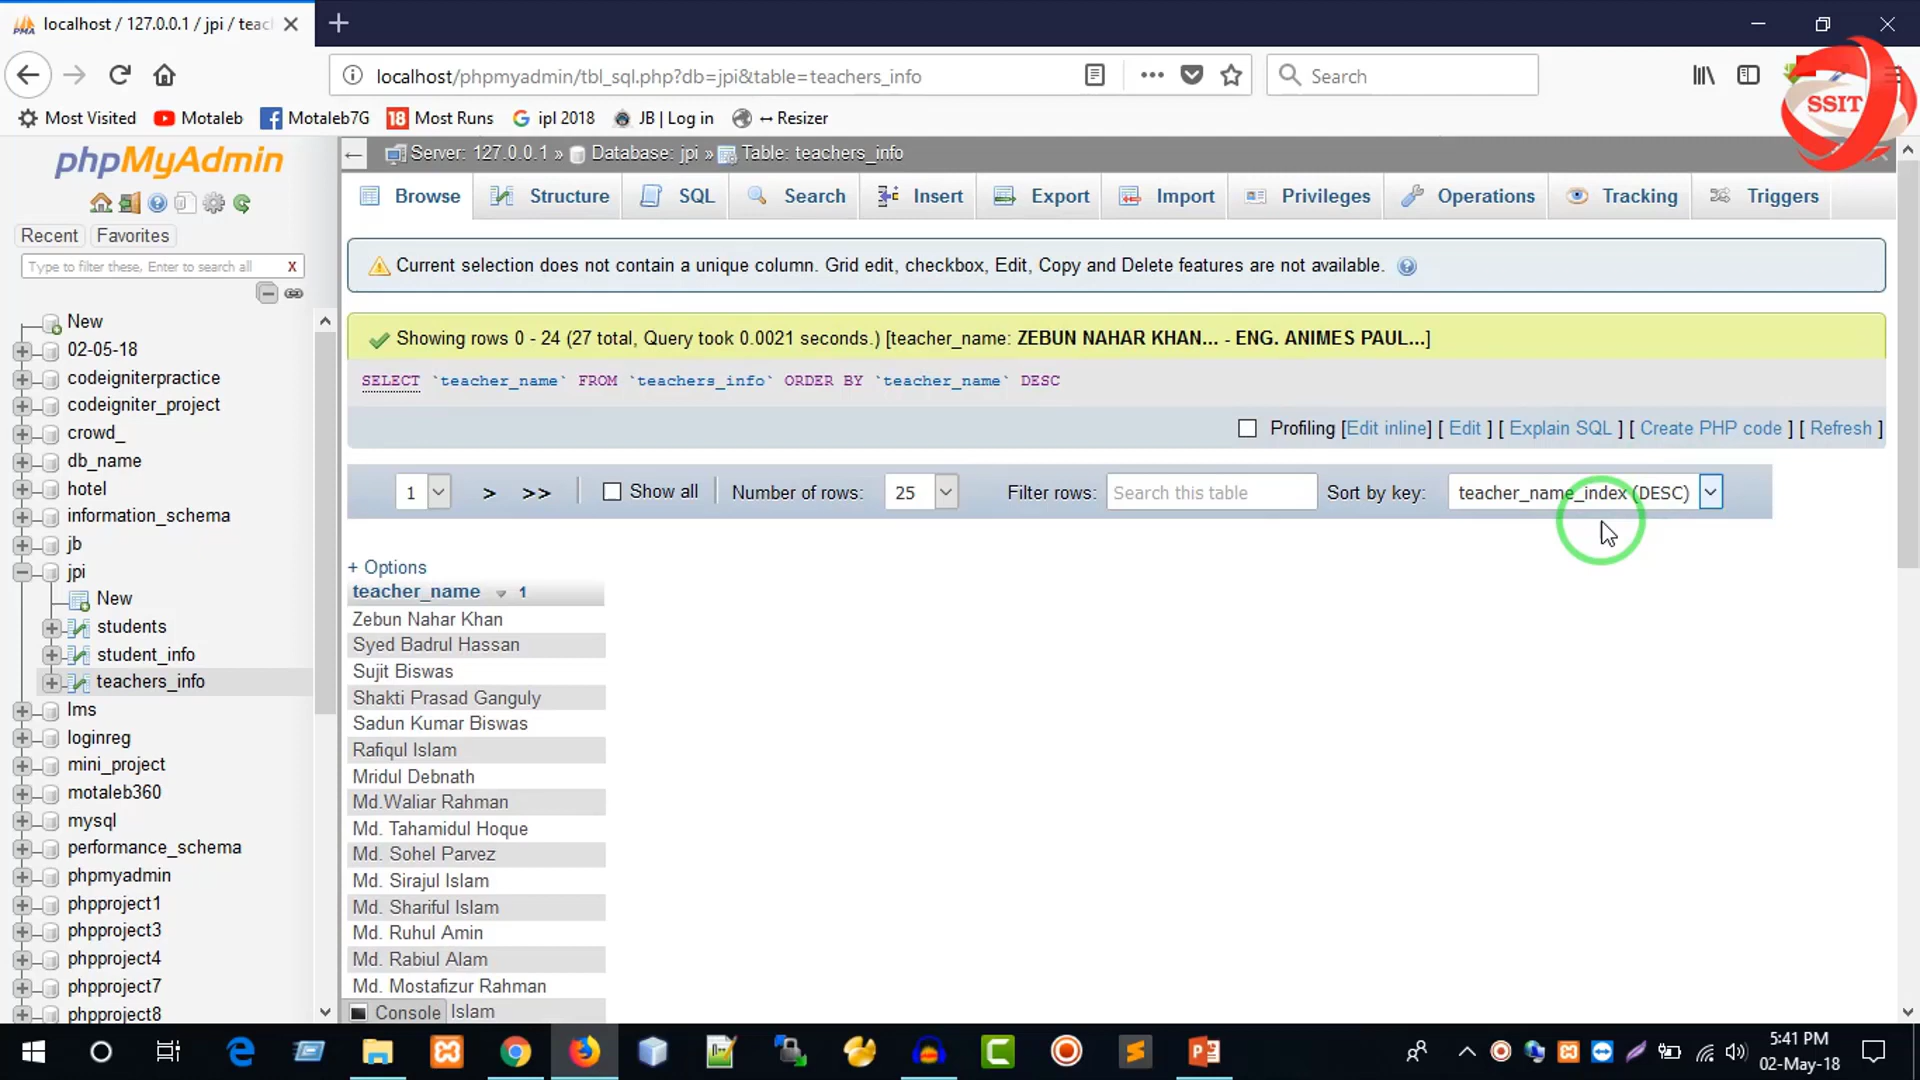 localhost / 127.0.0.1 / jpi / teac
localhost/phpmyadmin/tbl_sql.php?db=jpi&table=teachers_info
Search
Most Visited
Motaleb
Motaleb7G
18 Most Runs
ipl 2018
JB | Log in
↔ Resizer
SSIT
phpMyAdmin
Recent
Favorites
Type to filter these, Enter to search all
X
New
02-05-18
codeigniterpractice
codeigniter_project
crowd_
db_name
hotel
information_schema
jb
jpi
New
students
student_info
teachers_info
lms
loginreg
mini_project
motaleb360
mysql
performance_schema
phpmyadmin
phpproject1
phpproject3
phpproject4
phpproject7
phpproject8
Server: 127.0.0.1 » Database: jpi » Table: teachers_info
Browse
Structure
SQL
Search
Insert
Export
Import
Privileges
Operations
Tracking
Triggers
Current selection does not contain a unique column. Grid edit, checkbox, Edit, Copy and Delete features are not available.
Showing rows 0 - 24 (27 total, Query took 0.0021 seconds.) [teacher_name: ZEBUN NAHAR KHAN... - ENG. ANIMES PAUL...]
SELECT `teacher_name` FROM `teachers_info` ORDER BY `teacher_name` DESC
Profiling [Edit inline] [ Edit ] [ Explain SQL ] [ Create PHP code ] [ Refresh ]
1 > >> Show all Number of rows: 25 Filter rows: Search this table Sort by key: teacher_name_index (DESC)
+ Options
teacher_name 1
Zebun Nahar Khan
Syed Badrul Hassan
Sujit Biswas
Shakti Prasad Ganguly
Sadun Kumar Biswas
Rafiqul Islam
Mridul Debnath
Md.Waliar Rahman
Md. Tahamidul Hoque
Md. Sohel Parvez
Md. Sirajul Islam
Md. Shariful Islam
Md. Ruhul Amin
Md. Rabiul Alam
Md. Mostafizur Rahman
Console Islam
5:41 PM
02-May-18